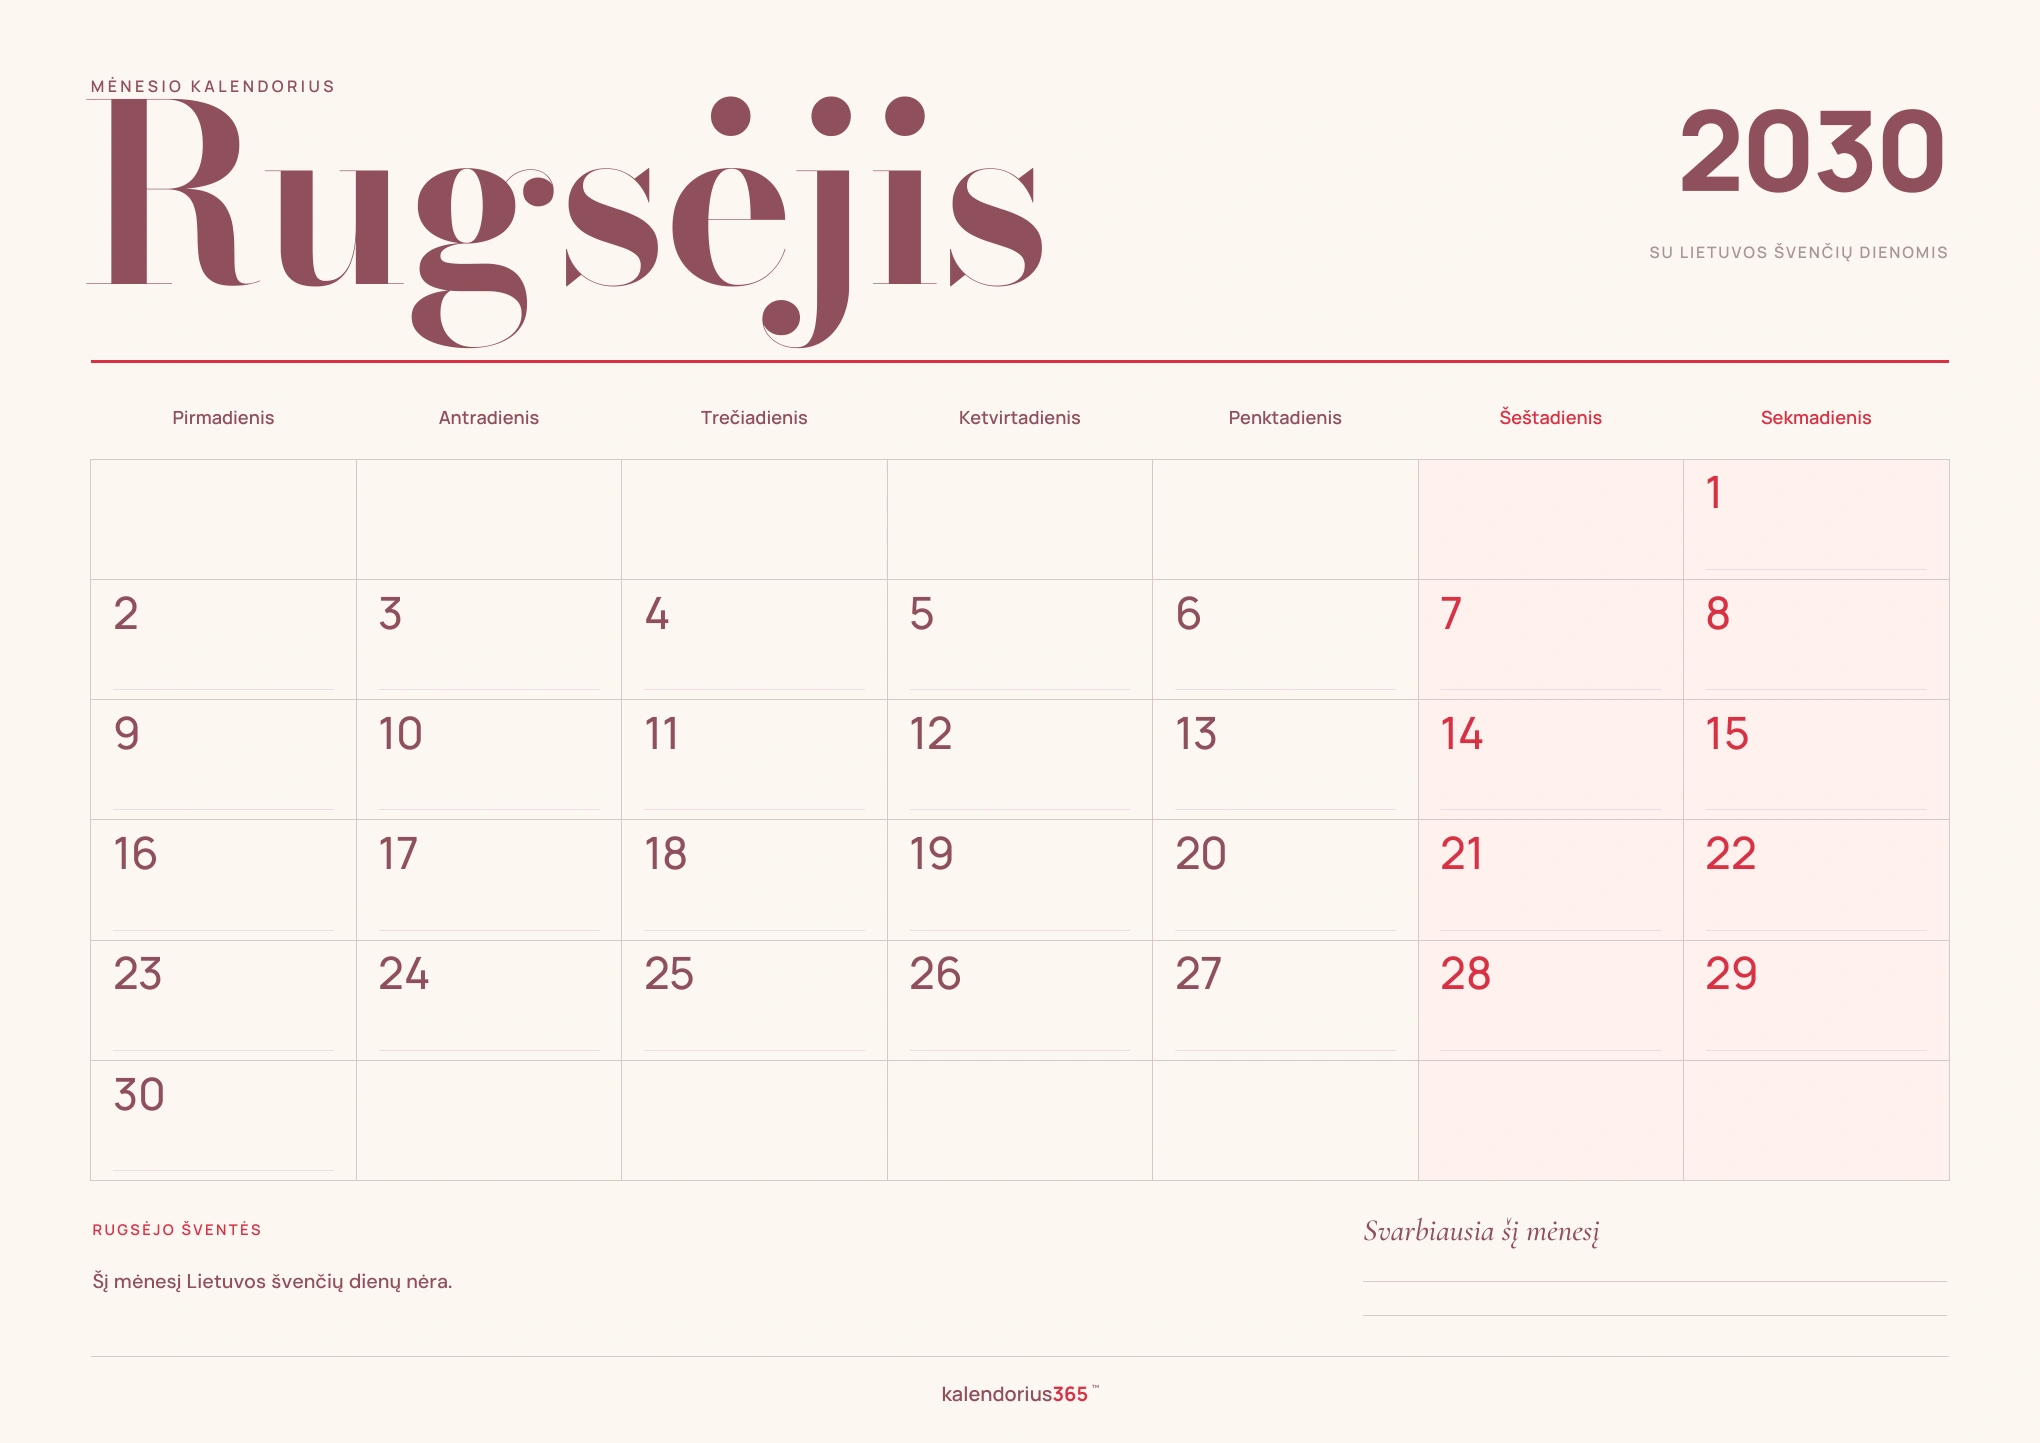 MĖNESIO KALENDORIUS
Rugsėjis
2030
SU LIETUVOS ŠVENČIŲ DIENOMIS
Pirmadienis Antradienis Trečiadienis Ketvirtadienis Penktadienis Šeštadienis Sekmadienis
1
2 3 4 5 6 7 8
9 10 11 12 13 14 15
16 17 18 19 20 21 22
23 24 25 26 27 28 29
30
RUGSĖJO ŠVENTĖS
Šį mėnesį Lietuvos švenčių dienų nėra.
Svarbiausia šį mėnesį
kalendorius365™